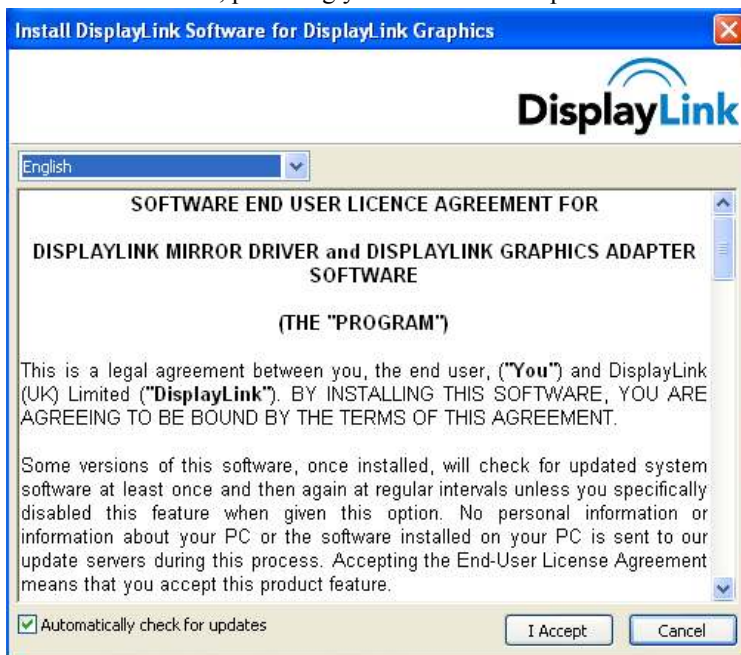 Install DisplayLink Software for DisplayLink Graphics
DisplayLink
English
SOFTWARE END USER LICENCE AGREEMENT FOR
DISPLAYLINK MIRROR DRIVER and DISPLAYLINK GRAPHICS ADAPTER
SOFTWARE
(THE "PROGRAM")
This is a legal agreement between you, the end user, ("You") and DisplayLink
(UK) Limited ("DisplayLink"). BY INSTALLING THIS SOFTWARE, YOU ARE
AGREEING TO BE BOUND BY THE TERMS OF THIS AGREEMENT.
Some versions of this software, once installed, will check for updated system
software at least once and then again at regular intervals unless you specifically
disabled this feature when given this option. No personal information or
information about your PC or the software installed on your PC is sent to our
update servers during this process. Accepting the End-User License Agreement
means that you accept this product feature.
Automatically check for updates
I Accept
Cancel